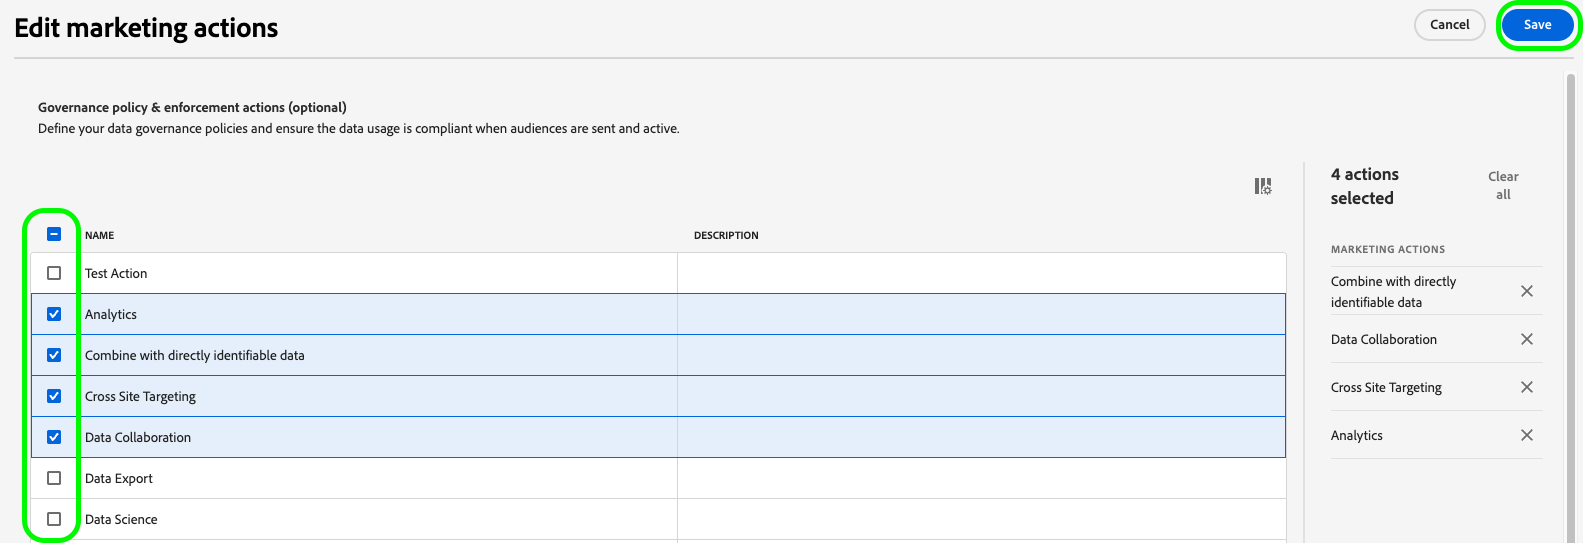 Edit marketing actions
Cancel
Save
Governance policy & enforcement actions (optional)
Define your data governance policies and ensure the data usage is compliant when audiences are sent and active.
NAME
DESCRIPTION
Test Action
Analytics
Combine with directly identifiable data
Cross Site Targeting
Data Collaboration
Data Export
Data Science
4 actions
selected
Clear
all
MARKETING ACTIONS
Combine with directly
identifiable data
Data Collaboration
Cross Site Targeting
Analytics